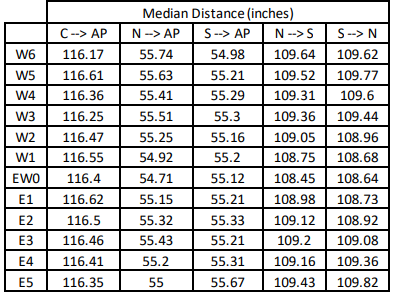 Median Distance (inches)
C --> AP N --> AP S --> AP N --> S S --> N
W6 116.17 55.74 54.98 109.64 109.62
W5 116.61 55.63 55.21 109.52 109.77
W4 116.36 55.41 55.29 109.31 109.6
W3 116.25 55.51 55.3 109.36 109.44
W2 116.47 55.25 55.16 109.05 108.96
W1 116.55 54.92 55.2 108.75 108.68
EW0 116.4 54.71 55.12 108.45 108.64
E1 116.62 55.15 55.21 108.98 108.73
E2 116.5 55.32 55.33 109.12 108.92
E3 116.46 55.43 55.21 109.2 109.08
E4 116.41 55.2 55.31 109.16 109.36
E5 116.35 55 55.67 109.43 109.82